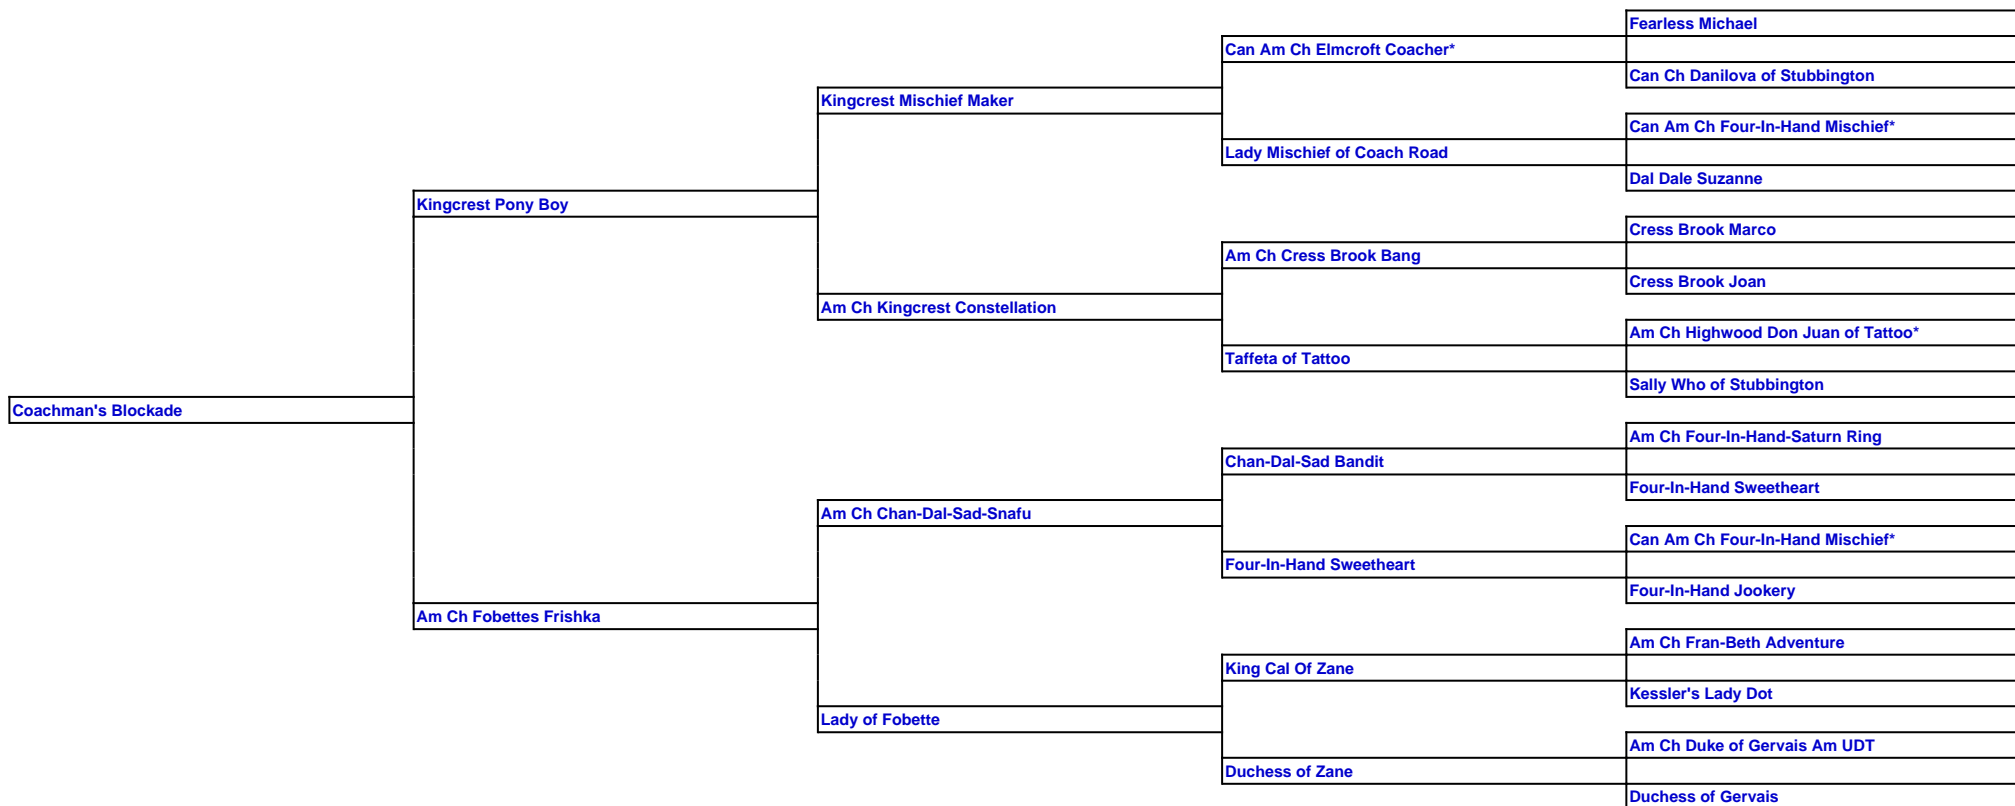 Fearless Michael
Can Am Ch Elmcroft Coacher*
Can Ch Danilova of Stubbington
Kingcrest Mischief Maker
Can Am Ch Four-In-Hand Mischief*
Lady Mischief of Coach Road
Dal Dale Suzanne
Kingcrest Pony Boy
Cress Brook Marco
Am Ch Cress Brook Bang
Cress Brook Joan
Am Ch Kingcrest Constellation
Am Ch Highwood Don Juan of Tattoo*
Taffeta of Tattoo
Sally Who of Stubbington
Coachman's Blockade
Am Ch Four-In-Hand-Saturn Ring
Chan-Dal-Sad Bandit
Four-In-Hand Sweetheart
Am Ch Chan-Dal-Sad-Snafu
Can Am Ch Four-In-Hand Mischief*
Four-In-Hand Sweetheart
Four-In-Hand Jookery
Am Ch Fobettes Frishka
Am Ch Fran-Beth Adventure
King Cal Of Zane
Kessler's Lady Dot
Lady of Fobette
Am Ch Duke of Gervais Am UDT
Duchess of Zane
Duchess of Gervais